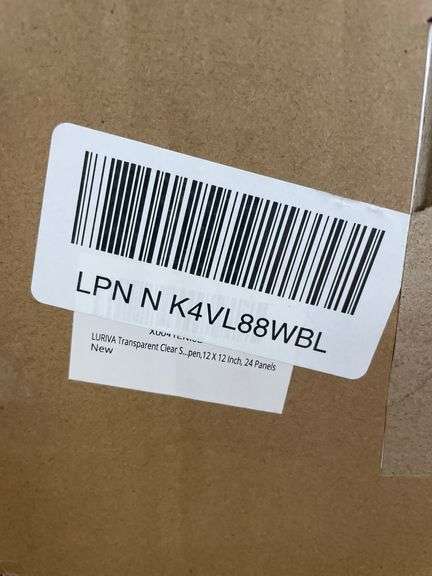 LPN N K4VL88WBL
LURIVA Transparent Clear S...pen,12 X 12 Inch, 24 Panels
New